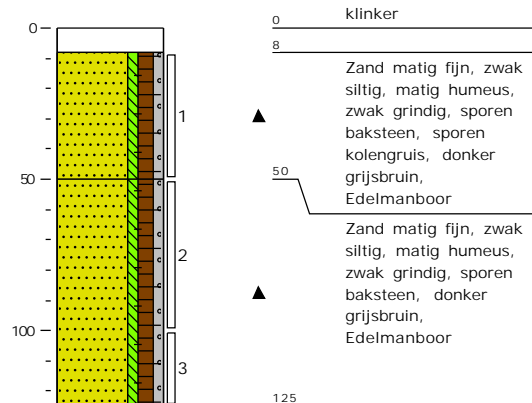 0
klinker
0
8
Zand matig fijn, zwak
siltig, matig humeus,
zwak grindig, sporen
baksteen, sporen
kolengruis, donker
grijsbruin,
Edelmanboor
1
50
50
Zand matig fijn, zwak
siltig, matig humeus,
zwak grindig, sporen
baksteen, donker
grijsbruin,
Edelmanboor
2
100
3
125